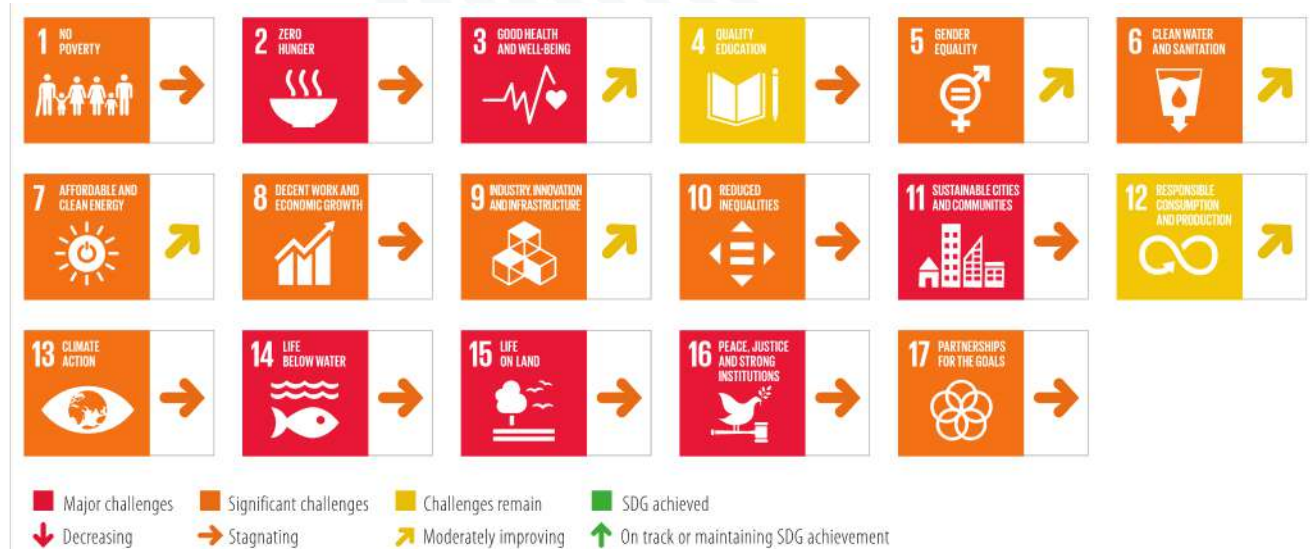 1 NO
POVERTY
2 ZERO
HUNGER
3 GOOD HEALTH
AND WELL-BEING
4 QUALITY
EDUCATION
5 GENDER
EQUALITY
6 CLEAN WATER
AND SANITATION
7 AFFORDABLE AND
CLEAN ENERGY
8 DECENT WORK AND
ECONOMIC GROWTH
9 INDUSTRY, INNOVATION
AND INFRASTRUCTURE
10 REDUCED
INEQUALITIES
11 SUSTAINABLE CITIES
AND COMMUNITIES
12 RESPONSIBLE
CONSUMPTION
AND PRODUCTION
13 CLIMATE
ACTION
14 LIFE
BELOW WATER
15 LIFE
ON LAND
16 PEACE, JUSTICE
AND STRONG
INSTITUTIONS
17 PARTNERSHIPS
FOR THE GOALS
Major challenges
Significant challenges
Challenges remain
SDG achieved
Decreasing
Stagnating
Moderately improving
On track or maintaining SDG achievement